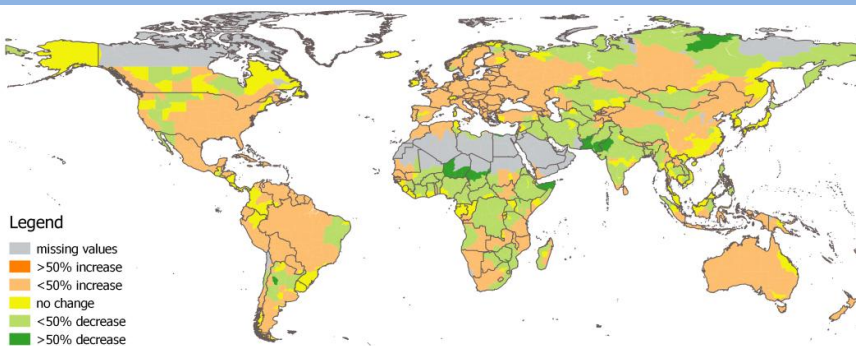 Legend
missing values
>50% increase
<50% increase
no change
<50% decrease
>50% decrease